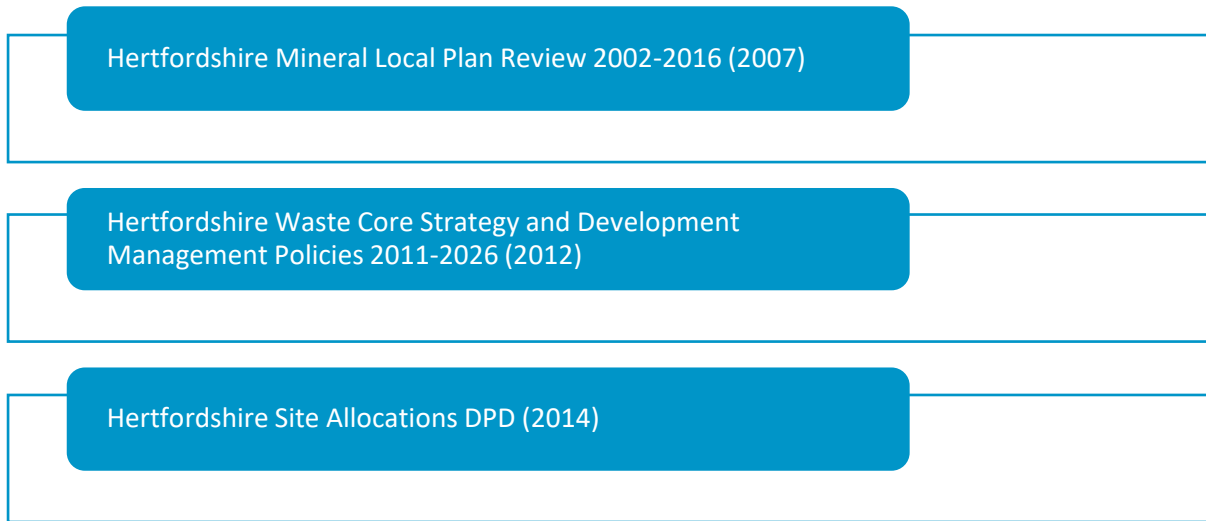 Hertfordshire Mineral Local Plan Review 2002-2016 (2007)
Hertfordshire Waste Core Strategy and Development
Management Policies 2011-2026 (2012)
Hertfordshire Site Allocations DPD (2014)